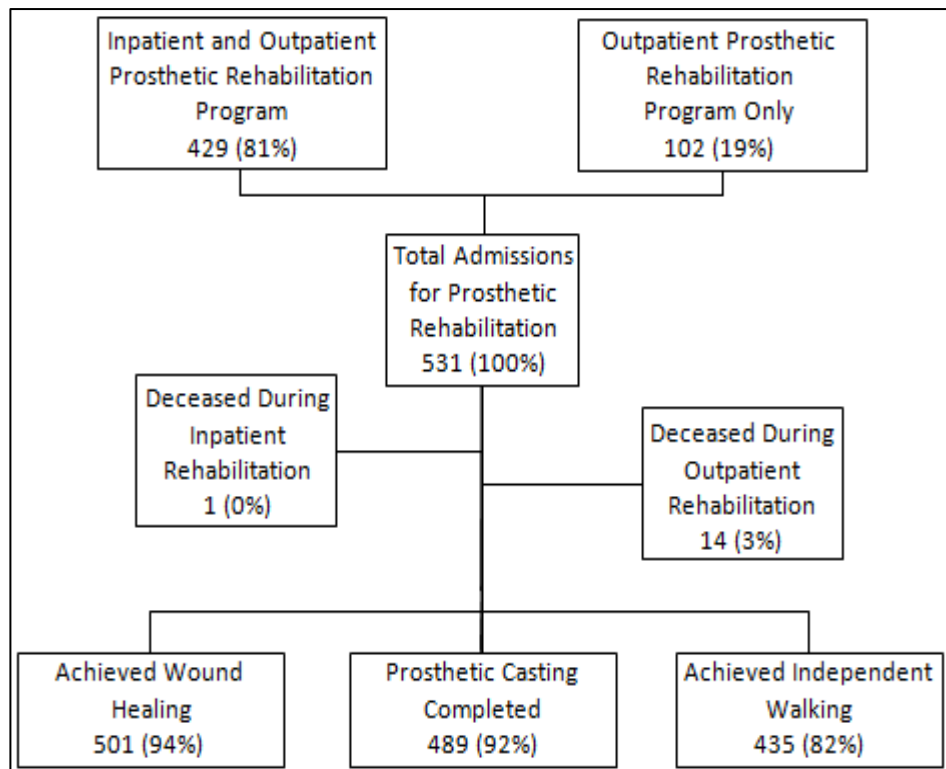 Inpatient and Outpatient
Prosthetic Rehabilitation
Program
429 (81%)
Outpatient Prosthetic
Rehabilitation
Program Only
102 (19%)
Total Admissions
for Prosthetic
Rehabilitation
531 (100%)
Deceased During
Inpatient
Rehabilitation
1 (0%)
Deceased During
Outpatient
Rehabilitation
14 (3%)
Achieved Wound
Healing
501 (94%)
Prosthetic Casting
Completed
489 (92%)
Achieved Independent
Walking
435 (82%)